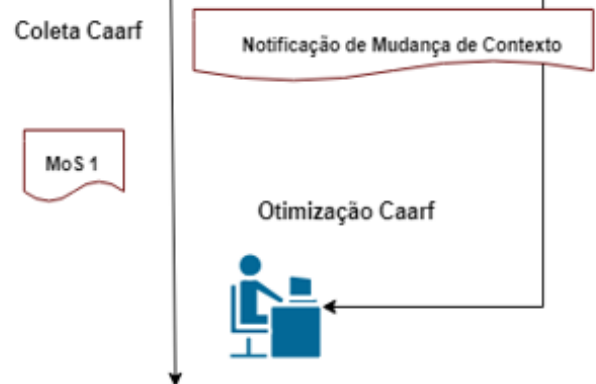 Coleta Caarf
Notificação de Mudança de Contexto
MoS 1
Otimização Caarf